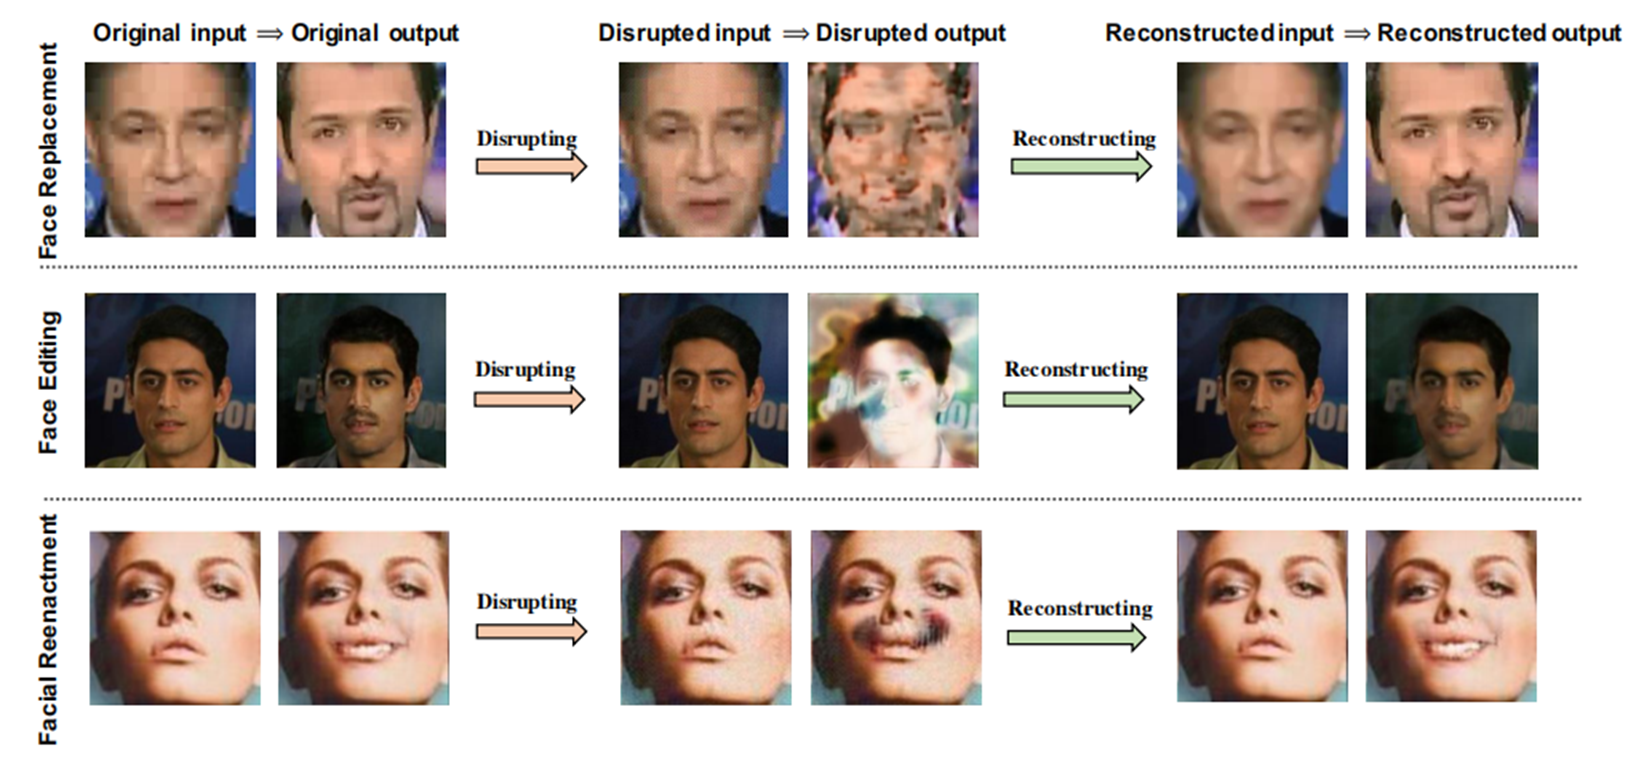 Original input ⇒ Original output
Disrupted input ⇒ Disrupted output
Reconstructed input ⇒ Reconstructed output
Face Replacement
Disrupting
Reconstructing
Face Editing
Disrupting
Reconstructing
Facial Reenactment
Disrupting
Reconstructing